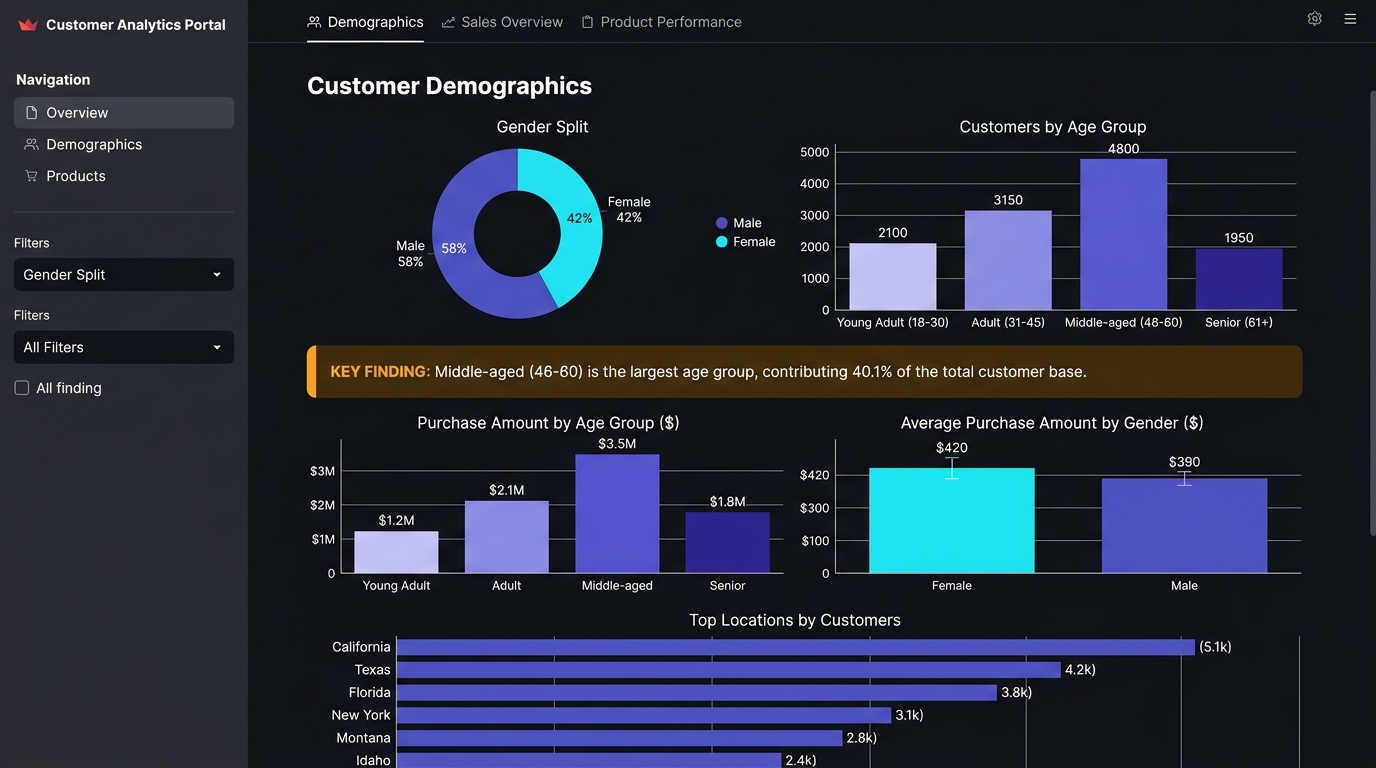 Customer Analytics Portal
Navigation
Overview
Demographics
Products
Filters
Gender Split
Fliters
All Filters
All finding
Demographics
Sales Overview
Product Performance
Customer Demographics
Gender Split
Female
42%
42%
Male
58%
58%
Male
Female
Customers by Age Group
5000
4000
3000
2000
1000
0
2100
3150
4800
1950
Young Adult (18-30)
Adult (31-45)
Middle-aged (48-60)
Senior (61+)
KEY FINDING: Middle-aged (46-60) is the largest age group, contributing 40.1% of the total customer base.
Purchase Amount by Age Group ($)
$3M
$2M
$1M
0
$1.2M
$2.1M
$3.5M
$1.8M
Young Adult
Adult
Middle-aged
Senior
Average Purchase Amount by Gender ($)
$420
$300
$100
0
$420
$390
Female
Male
Top Locations by Customers
California (5.1k)
Texas 4.2k)
Florida 3.8k)
New York 3.1k)
Montana 2.8k)
Idaho 2.4k)